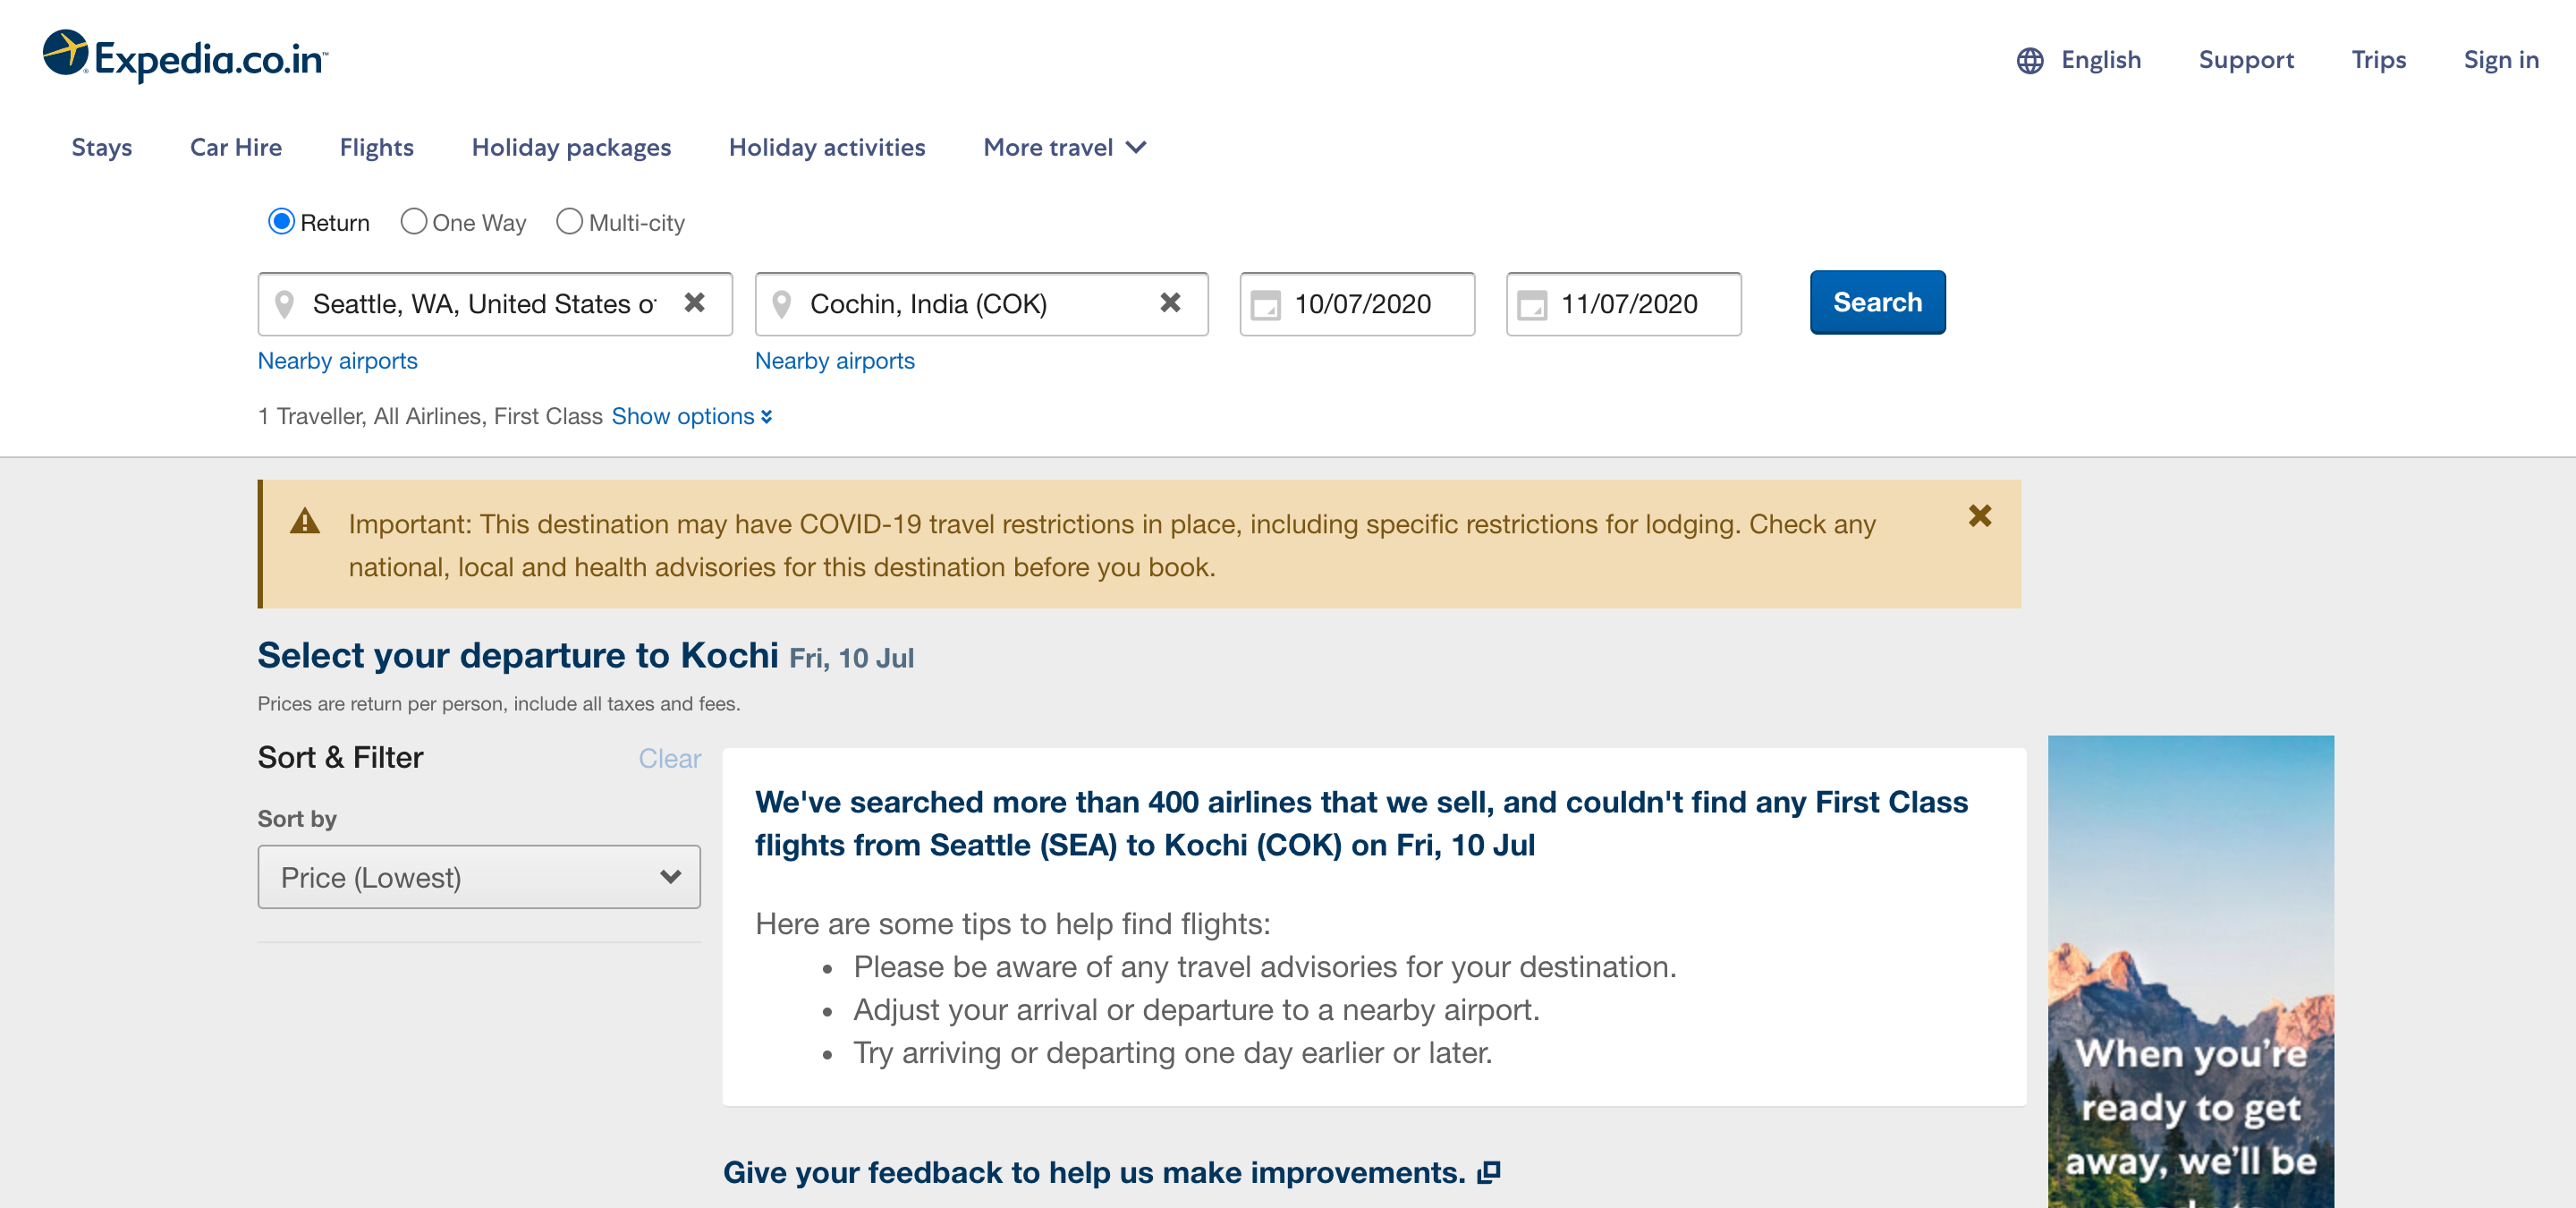 Expedia.co.in™
English Support Trips Sign in
Stays Car Hire Flights Holiday packages Holiday activities More travel
Return One Way Multi-city
Seattle, WA, United States o
Cochin, India (COK)
10/07/2020
11/07/2020
Search
Nearby airports
Nearby airports
1 Traveller, All Airlines, First Class Show options
Important: This destination may have COVID-19 travel restrictions in place, including specific restrictions for lodging. Check any
national, local and health advisories for this destination before you book.
Select your departure to Kochi Fri, 10 Jul
Prices are return per person, include all taxes and fees.
Sort & Filter
Clear
Sort by
Price (Lowest)
We've searched more than 400 airlines that we sell, and couldn't find any First Class
flights from Seattle (SEA) to Kochi (COK) on Fri, 10 Jul
Here are some tips to help find flights:
• Please be aware of any travel advisories for your destination.
• Adjust your arrival or departure to a nearby airport.
• Try arriving or departing one day earlier or later.
Give your feedback to help us make improvements.
When you're
ready to get
away, we'll be